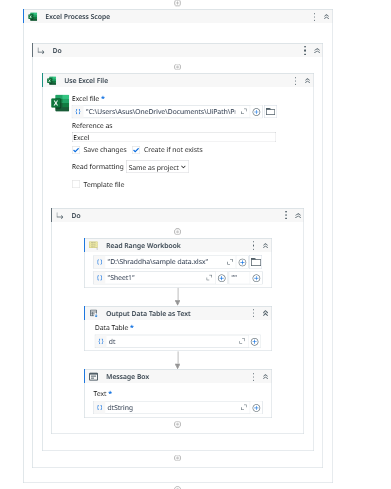 Excel Process Scope
Do
Use Excel File
Excel file *
"C:\Users\Asus\OneDrive\Documents\UiPath\P
Reference as
Excel
Save changes Create if not exists
Read formatting Same as project
Template file
Do
Read Range Workbook
"D:\Shraddha\sample data.xlsx"
"Sheet1" ""
Output Data Table as Text
Data Table *
dt
Message Box
Text *
dtString